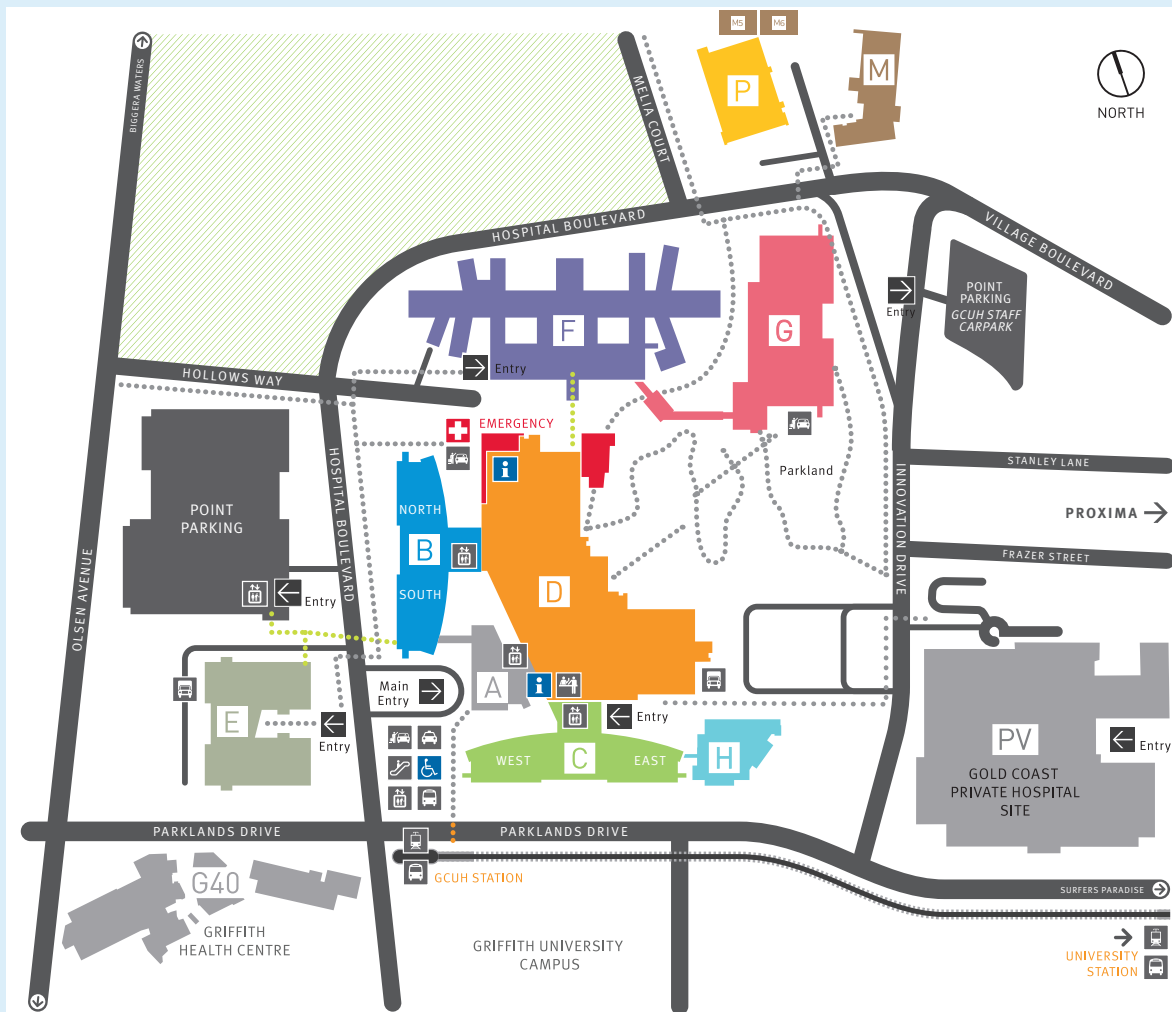 M5
M6
P
M
NORTH
BIGGERA WATERS
MELIA COURT
HOSPITAL BOULEVARD
VILLAGE BOULEVARD
POINT
PARKING
GCUH STAFF
CARPARK
Entry
G
F
Entry
HOLLOWS WAY
EMERGENCY
i
Parkland
STANLEY LANE
PROXIMA
FRAZER STREET
INNOVATION DRIVE
POINT
PARKING
HOSPITAL BOULEVARD
OLSEN AVENUE
NORTH
B
SOUTH
D
Entry
A
i
Main
Entry
E
Entry
Entry
WEST
C
EAST
H
PV
Entry
GOLD COAST
PRIVATE HOSPITAL
SITE
PARKLANDS DRIVE
PARKLANDS DRIVE
GCUH STATION
SURFERS PARADISE
G40
GRIFFITH
HEALTH CENTRE
GRIFFITH UNIVERSITY
CAMPUS
UNIVERSITY
STATION